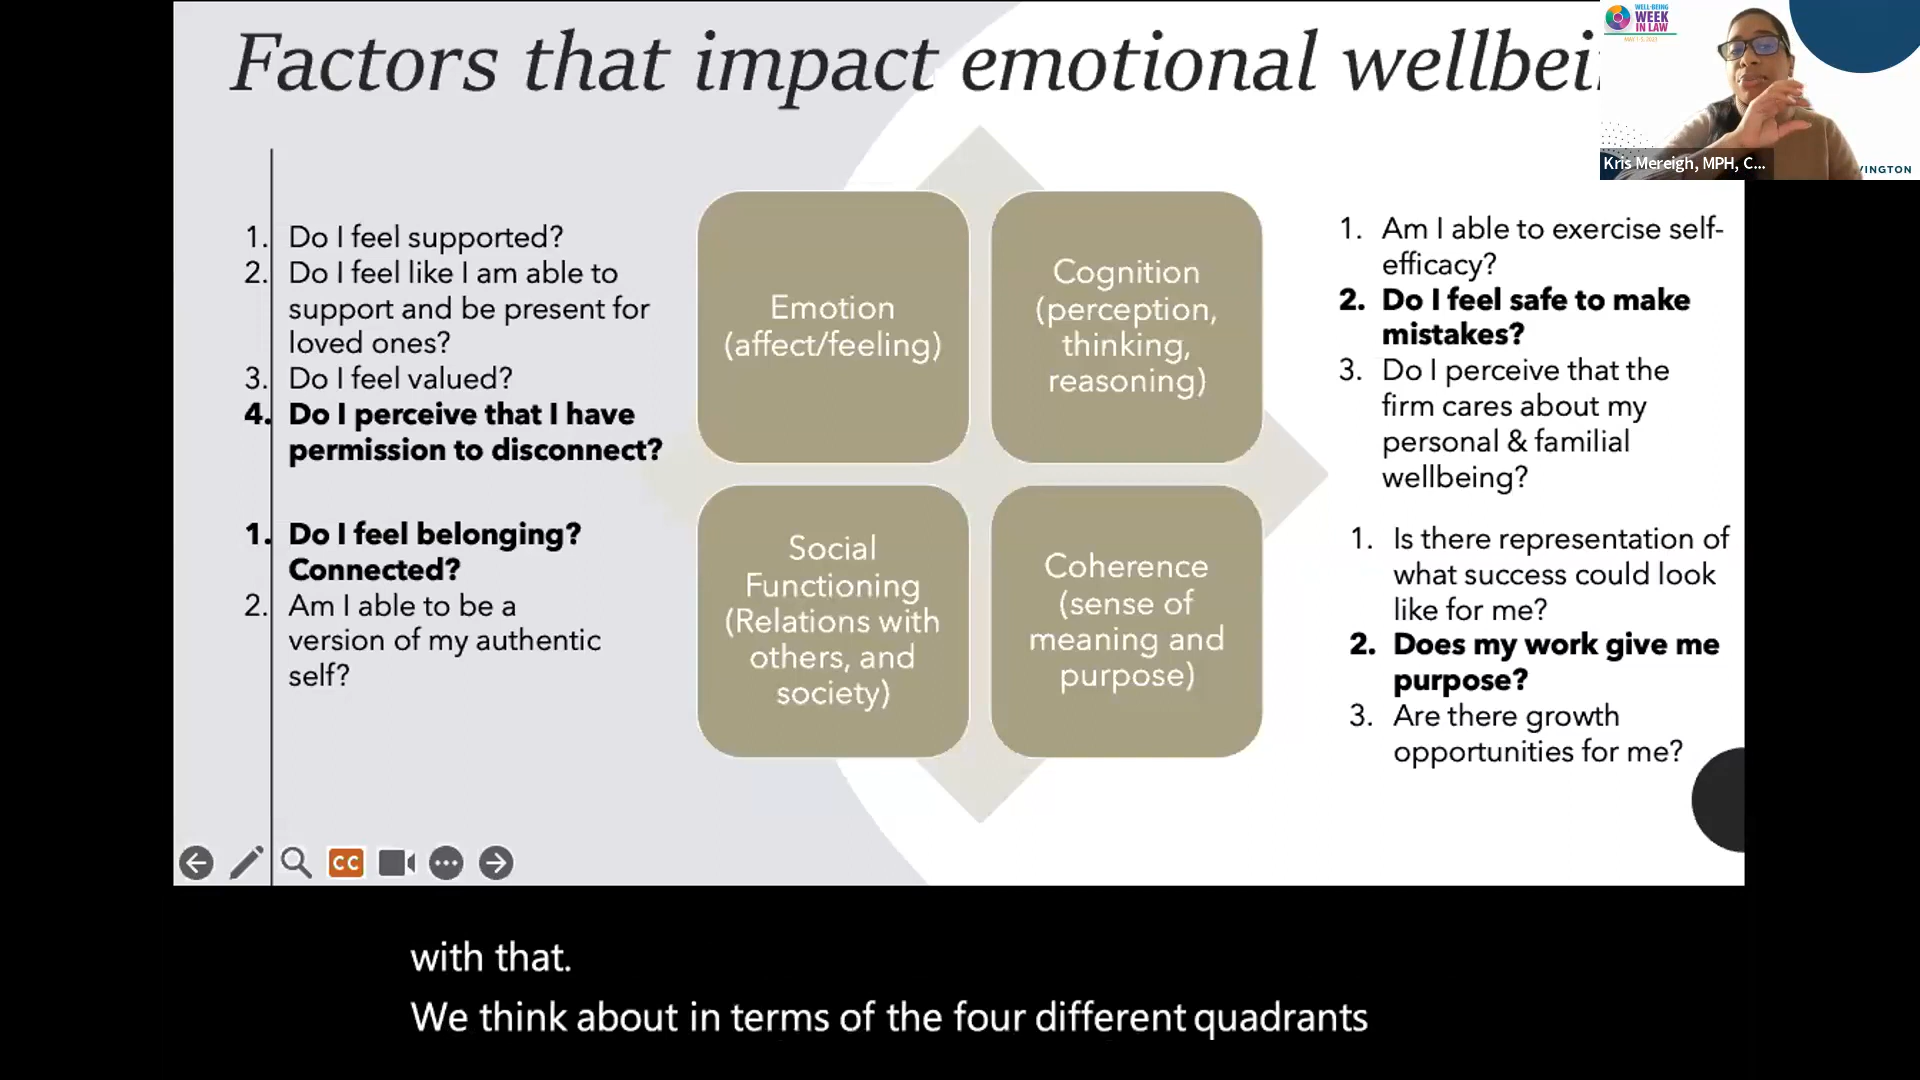 Factors that impact emotional wellbei
WELL-BEING
WEEK
IN LAW
Kris Mereigh, MPH, C...
INGTON
1. Do I feel supported?
2. Do I feel like I am able to
support and be present for
loved ones?
3. Do I feel valued?
4. Do I perceive that I have
permission to disconnect?
1. Do I feel belonging?
Connected?
2. Am I able to be a
version of my authentic
self?
Emotion
(affect/feeling)
Cognition
(perception,
thinking,
reasoning)
Social
Functioning
(Relations with
others, and
society)
Coherence
(sense of
meaning and
purpose)
1. Am I able to exercise self-
efficacy?
2. Do I feel safe to make
mistakes?
3. Do I perceive that the
firm cares about my
personal & familial
wellbeing?
1. Is there representation of
what success could look
like for me?
2. Does my work give me
purpose?
3. Are there growth
opportunities for me?
CC
with that.
We think about in terms of the four different quadrants